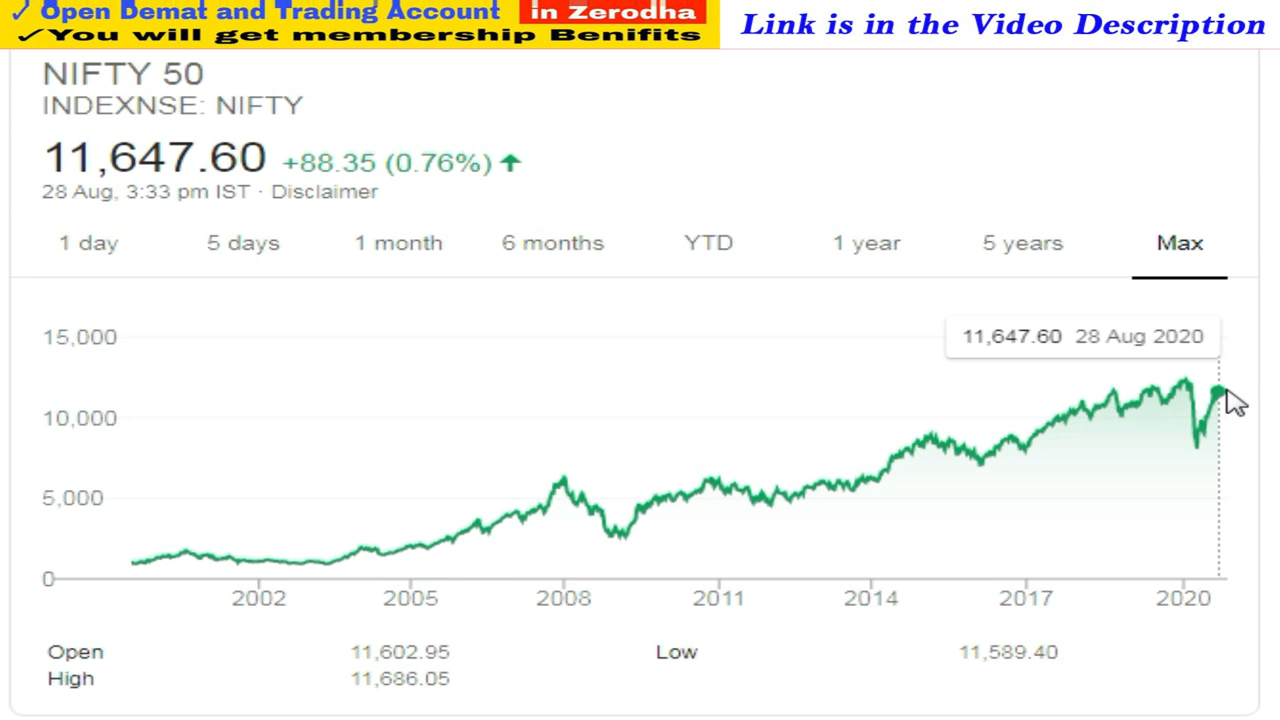 ✓ Open Demat and Trading Account in Zerodha
✓You will get membership Benifits
Link is in the Video Description
NIFTY 50
INDEXNSE: NIFTY
11,647.60 +88.35 (0.76%) ↑
28 Aug, 3:33 pm IST · Disclaimer
1 day 5 days 1 month 6 months YTD 1 year 5 years Max
11,647.60 28 Aug 2020
15,000
10,000
5,000
0
2002 2005 2008 2011 2014 2017 2020
Open 11,602.95 Low 11,589.40
High 11,686.05